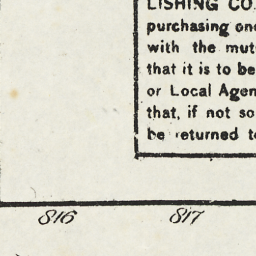 LISHING CO.
purchasing one
with the mut
that it is to be
or Local Agen
that, if not so
be returned to
816 817